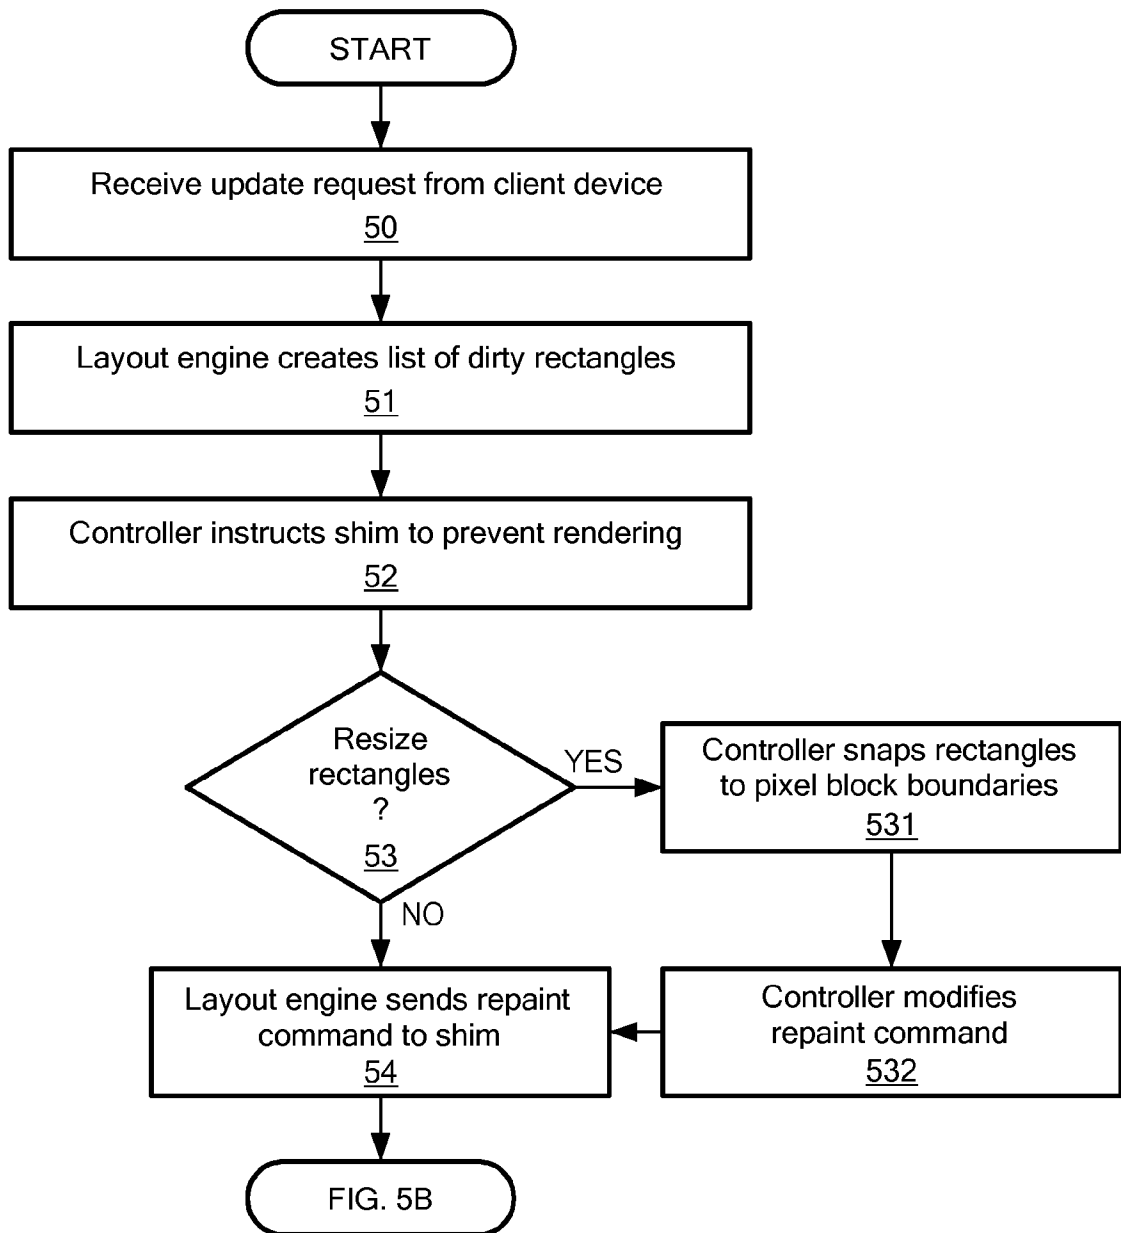 START
Receive update request from client device
50
Layout engine creates list of dirty rectangles
51
Controller instructs shim to prevent rendering
52
Resize
rectangles
?
53
YES
NO
Controller snaps rectangles
to pixel block boundaries
531
Controller modifies
repaint command
532
Layout engine sends repaint
command to shim
54
FIG. 5B